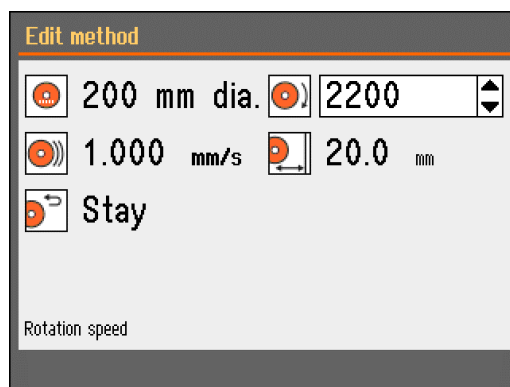 Edit method
200 mm dia. 2200
1.000 mm/s 20.0 mm
Stay
Rotation speed